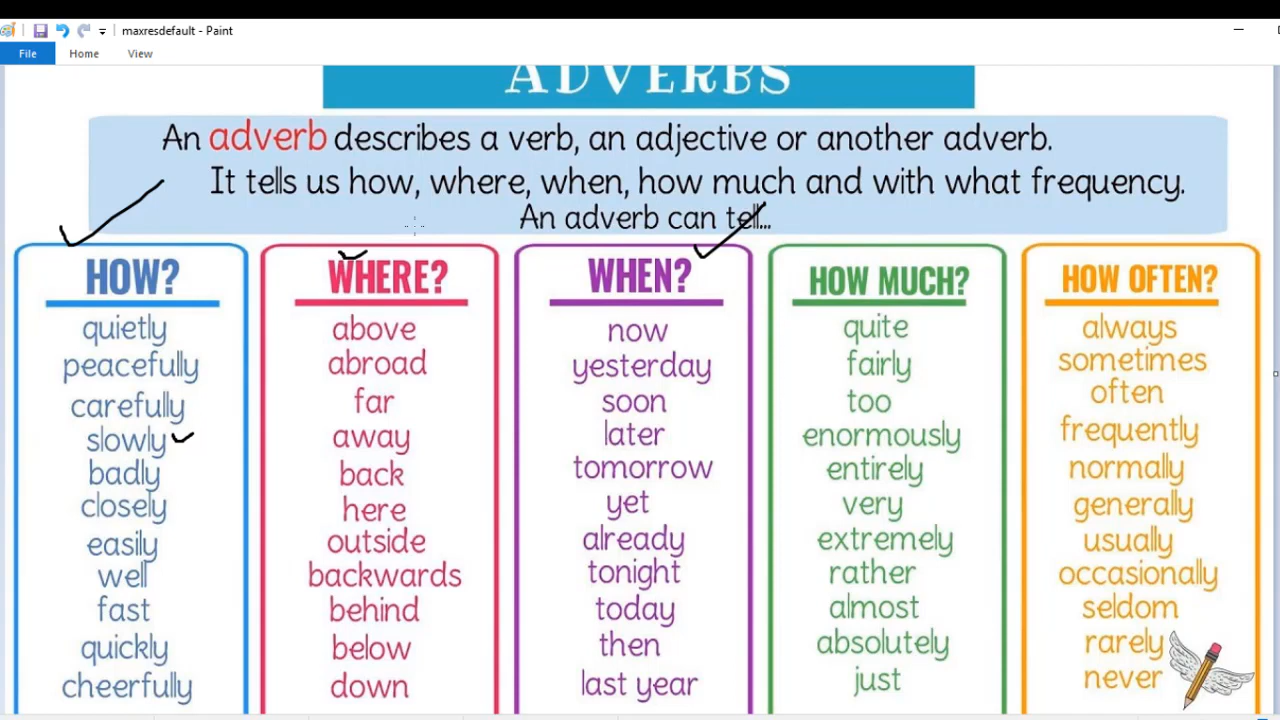 maxresdefault - Paint
File Home View
ADVERBS
An adverb describes a verb, an adjective or another adverb.
It tells us how, where, when, how much and with what frequency.
An adverb can tell...
HOW?
quietly
peacefully
carefully
slowly
badly
closely
easily
well
fast
quickly
cheerfully
WHERE?
above
abroad
far
away
back
here
outside
backwards
behind
below
down
WHEN?
now
yesterday
soon
later
tomorrow
yet
already
tonight
today
then
last year
HOW MUCH?
quite
fairly
too
enormously
entirely
very
extremely
rather
almost
absolutely
just
HOW OFTEN?
always
sometimes
often
frequently
normally
generally
usually
occasionally
seldom
rarely
never